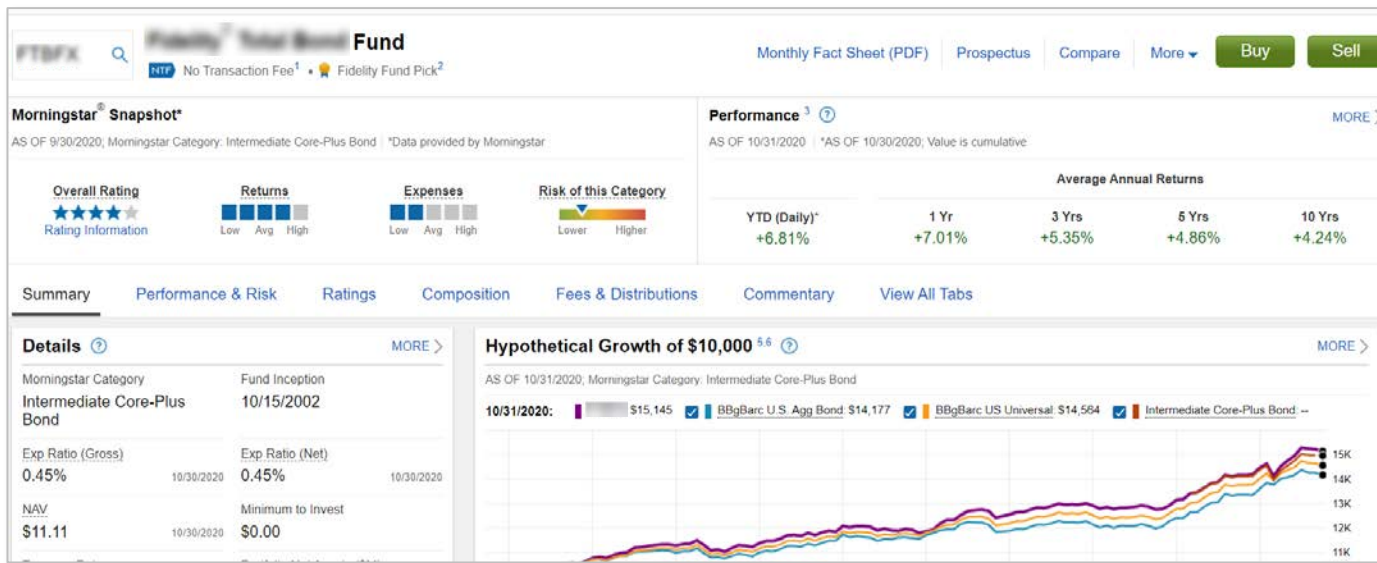 Fund
Monthly Fact Sheet (PDF) Prospectus Compare More Buy Sell
NTF No Transaction Fee1 • Fidelity Fund Pick2
Morningstar® Snapshot*
AS OF 9/30/2020; Morningstar Category: Intermediate Core-Plus Bond | *Data provided by Morningstar
Overall Rating Returns Expenses Risk of this Category
Rating Information Low Avg High Low Avg High Lower Higher
Performance 3 ? MORE
AS OF 10/31/2020 | *AS OF 10/30/2020; Value is cumulative
Average Annual Returns
YTD (Daily)* 1 Yr 3 Yrs 5 Yrs 10 Yrs
+6.81% +7.01% +5.35% +4.86% +4.24%
Summary Performance & Risk Ratings Composition Fees & Distributions Commentary View All Tabs
Details ? MORE
Morningstar Category Fund Inception
Intermediate Core-Plus 10/15/2002
Bond
Exp Ratio (Gross) Exp Ratio (Net)
0.45% 10/30/2020 0.45% 10/30/2020
NAV Minimum to Invest
$11.11 10/30/2020 $0.00
Hypothetical Growth of $10,000 5,6 ? MORE
AS OF 10/31/2020; Morningstar Category: Intermediate Core-Plus Bond
10/31/2020: $15,145 BBgBarc U.S. Agg Bond: $14,177 BBgBarc US Universal: $14,564 Intermediate Core-Plus Bond: --
15K
14K
13K
12K
11K